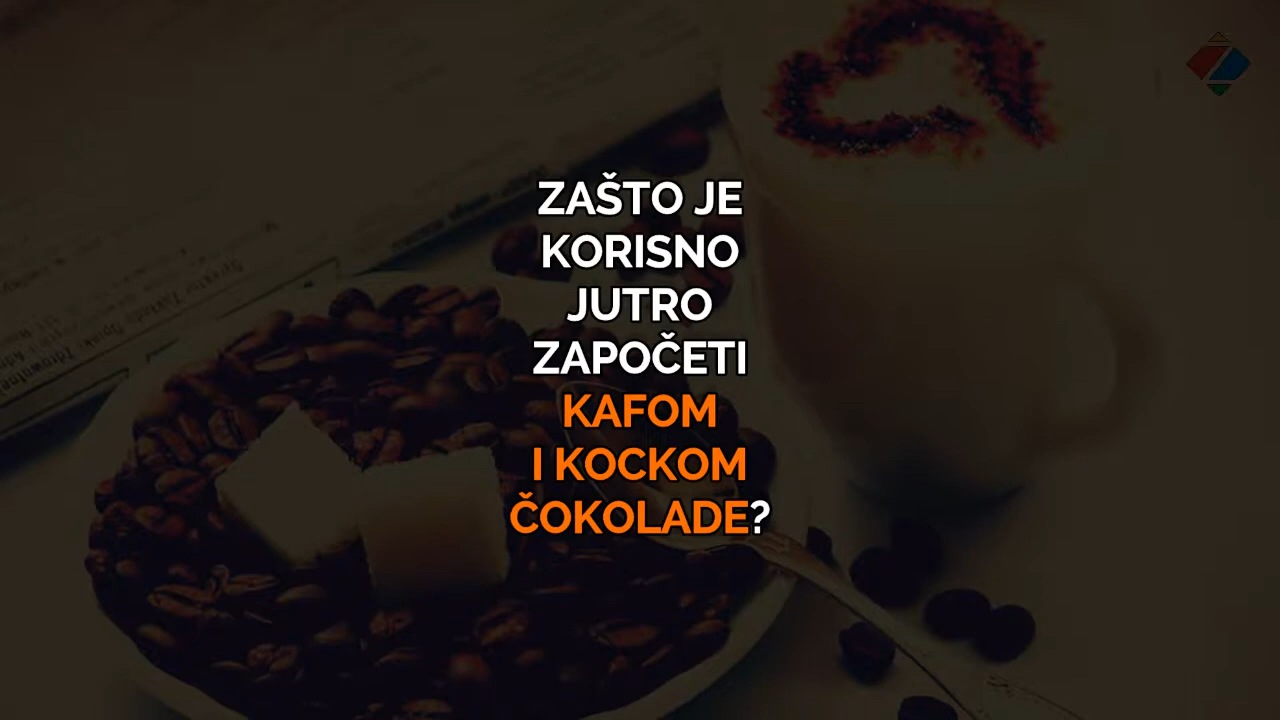 ZAŠTO JE
KORISNO
JUTRO
ZAPOČETI
KAFOM
I KOCKOM
ČOKOLADE?